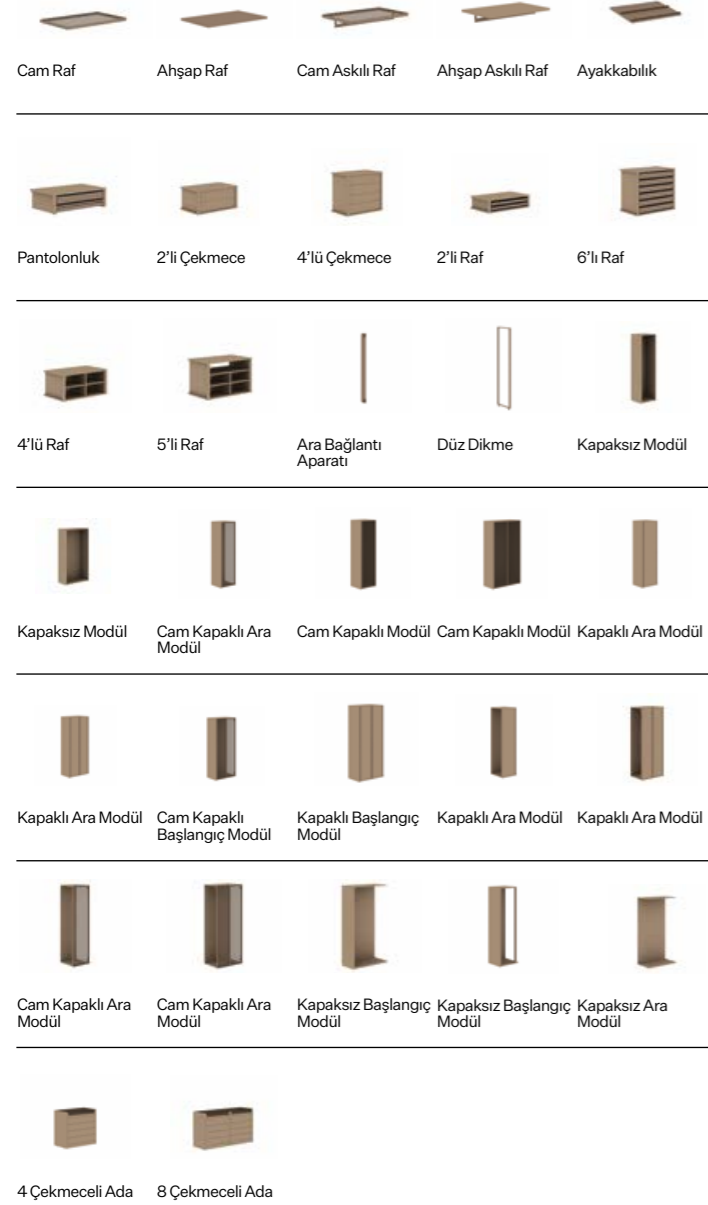 Cam Raf
Ahşap Raf
Cam Askılı Raf
Ahşap Askılı Raf
Ayakkabılık
Pantolonluk
2'li Çekmece
4'lü Çekmece
2'li Raf
6'lı Raf
4'lü Raf
5'li Raf
Ara Bağlantı
Aparatı
Düz Dikme
Kapaksız Modül
Kapaksız Modül
Cam Kapaklı Ara
Modül
Cam Kapaklı Modül
Cam Kapaklı Modül
Kapaklı Ara Modül
Kapaklı Ara Modül
Cam Kapaklı
Başlangıç Modül
Kapaklı Başlangıç
Modül
Kapaklı Ara Modül
Kapaklı Ara Modül
Cam Kapaklı Ara
Modül
Cam Kapaklı Ara
Modül
Kapaksız Başlangıç
Modül
Kapaksız Başlangıç
Modül
Kapaksız Ara
Modül
4 Çekmeceli Ada
8 Çekmeceli Ada